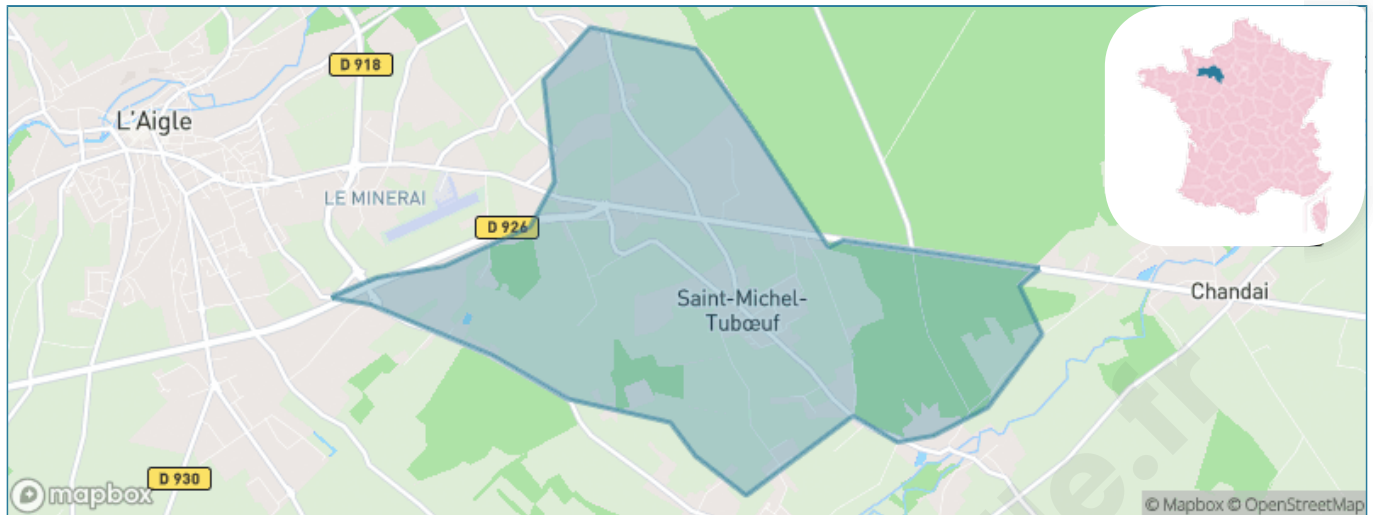 D 918
L'Aigle
LE MINERAI
D 926
Saint-Michel-
Tubœuf
Chandai
D 930
mapbox
© Mapbox © OpenStreetMap